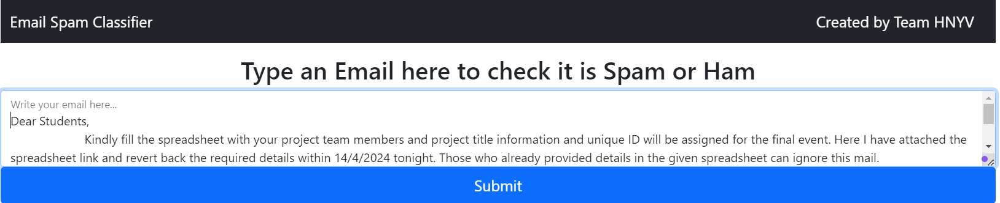 Email Spam Classifier
Created by Team HNYV
Type an Email here to check it is Spam or Ham
Write your email here...
Dear Students,
Kindly fill the spreadsheet with your project team members and project title information and unique ID will be assigned for the final event. Here I have attached the
spreadsheet link and revert back the required details within 14/4/2024 tonight. Those who already provided details in the given spreadsheet can ignore this mail.
Submit